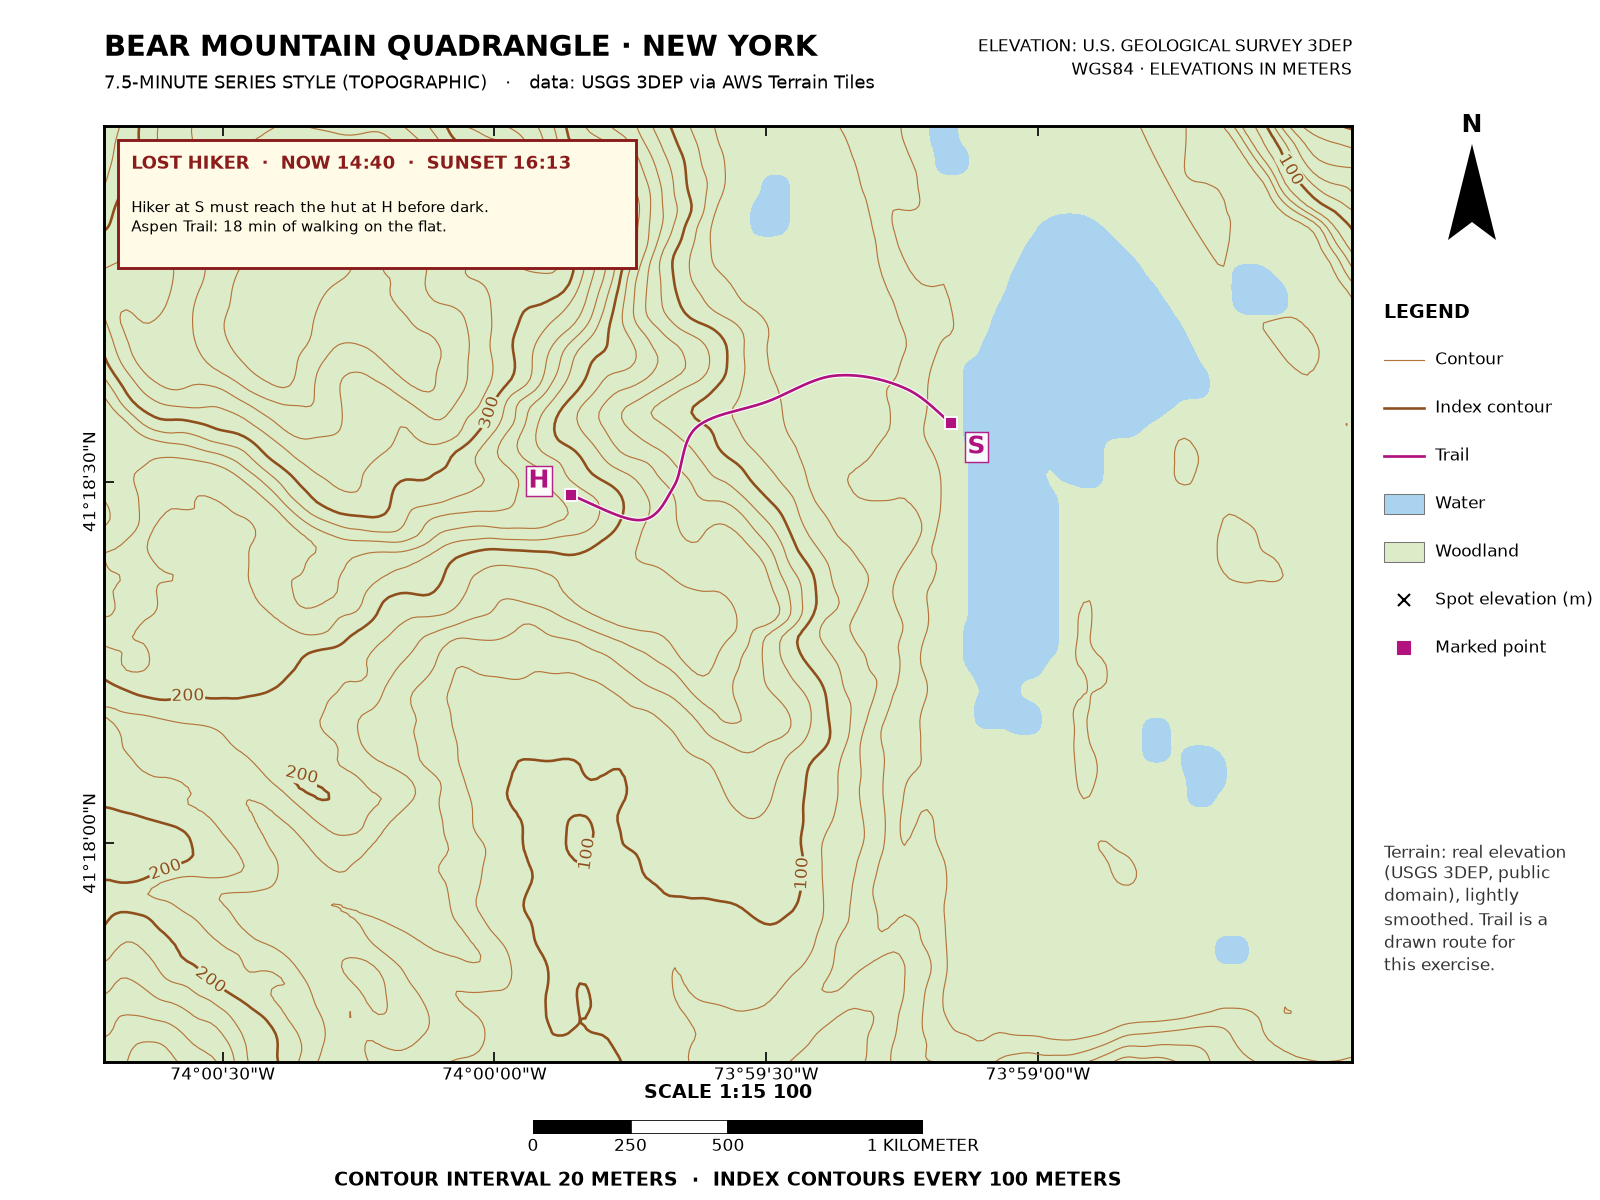 BEAR MOUNTAIN QUADRANGLE · NEW YORK
7.5-MINUTE SERIES STYLE (TOPOGRAPHIC) · data: USGS 3DEP via AWS Terrain Tiles
ELEVATION: U.S. GEOLOGICAL SURVEY 3DEP
WGS84 · ELEVATIONS IN METERS
LOST HIKER · NOW 14:40 · SUNSET 16:13
Hiker at S must reach the hut at H before dark.
Aspen Trail: 18 min of walking on the flat.
100
300
H
S
200
200
200
100
100
200
41°18'30"N
41°18'00"N
74°00'30"W
74°00'00"W
73°59'30"W
73°59'00"W
N
LEGEND
Contour
Index contour
Trail
Water
Woodland
Spot elevation (m)
Marked point
Terrain: real elevation
(USGS 3DEP, public
domain), lightly
smoothed. Trail is a
drawn route for
this exercise.
SCALE 1:15 100
0 250 500 1 KILOMETER
CONTOUR INTERVAL 20 METERS · INDEX CONTOURS EVERY 100 METERS